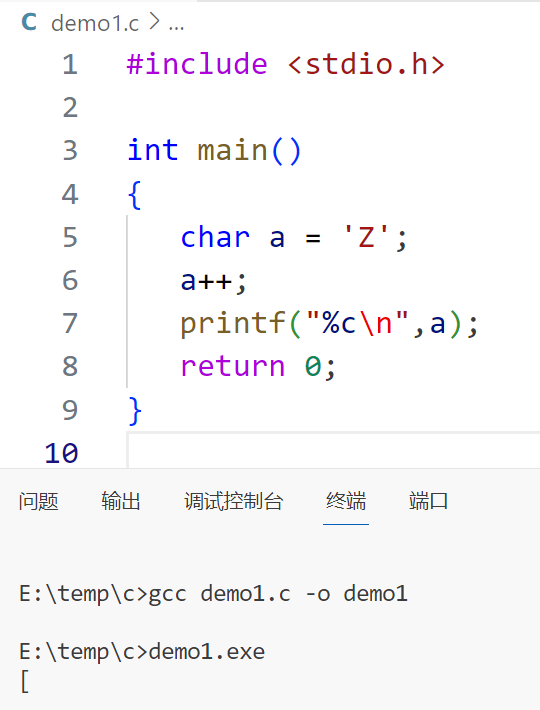 C demo1.c > ...
1 #include <stdio.h>
2
3 int main()
4 {
5 char a = 'Z';
6 a++;
7 printf("%c\n",a);
8 return 0;
9 }
10
问题 输出 调试控制台 终端 端口
E:\temp\c>gcc demo1.c -o demo1
E:\temp\c>demo1.exe
[